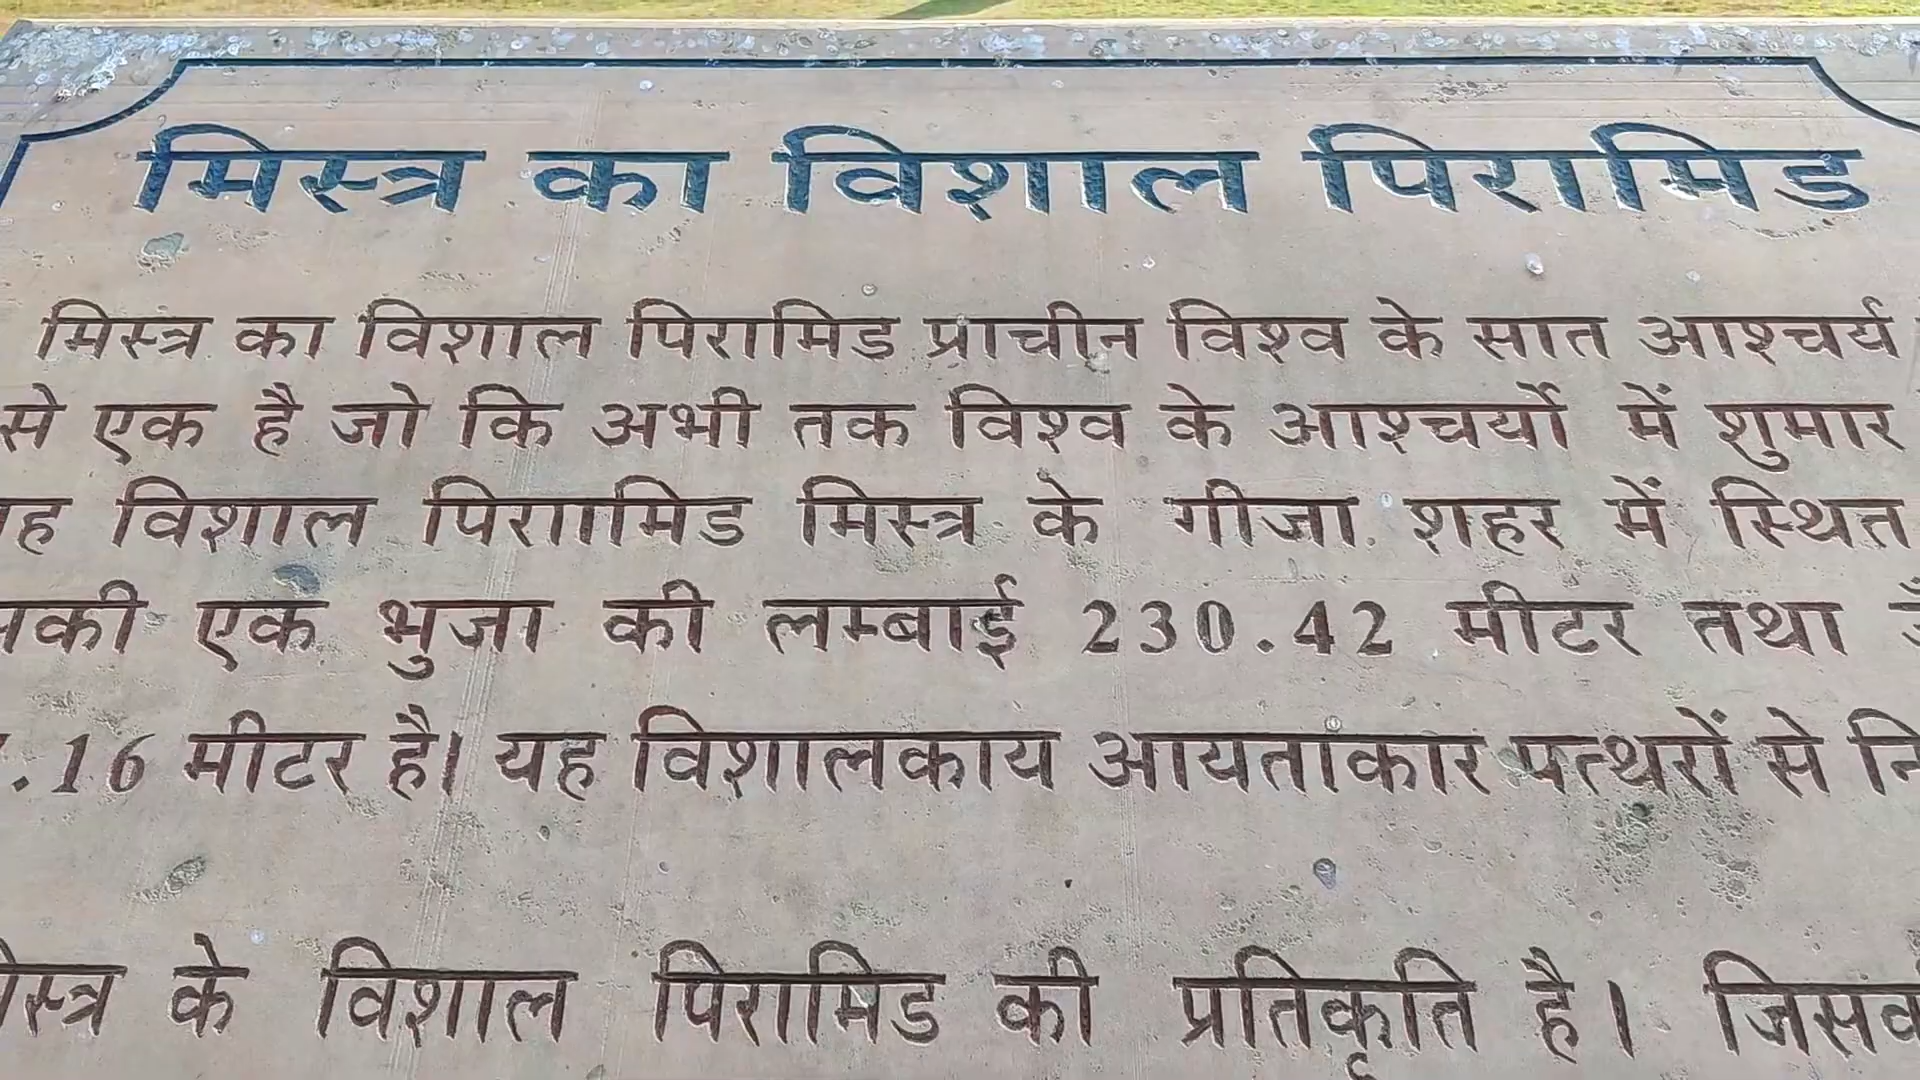 मिस्त्र का विशाल पिरामिड
मिस्त्र का विशाल पिरामिड प्राचीन विश्व के सात आश्चर्य
से एक है जो कि अभी तक विश्व के आश्चर्यो में शुमार
विशाल पिराामिड मिस्त्र के गीजा शहर में स्थित
एक भुजा की लम्बाई 230.42 मीटर तथा
.16 मीटर है। यह विशालकाय आयतांकार पत्थरों से
के विशाल पिरामिड की प्रतिकृति है।